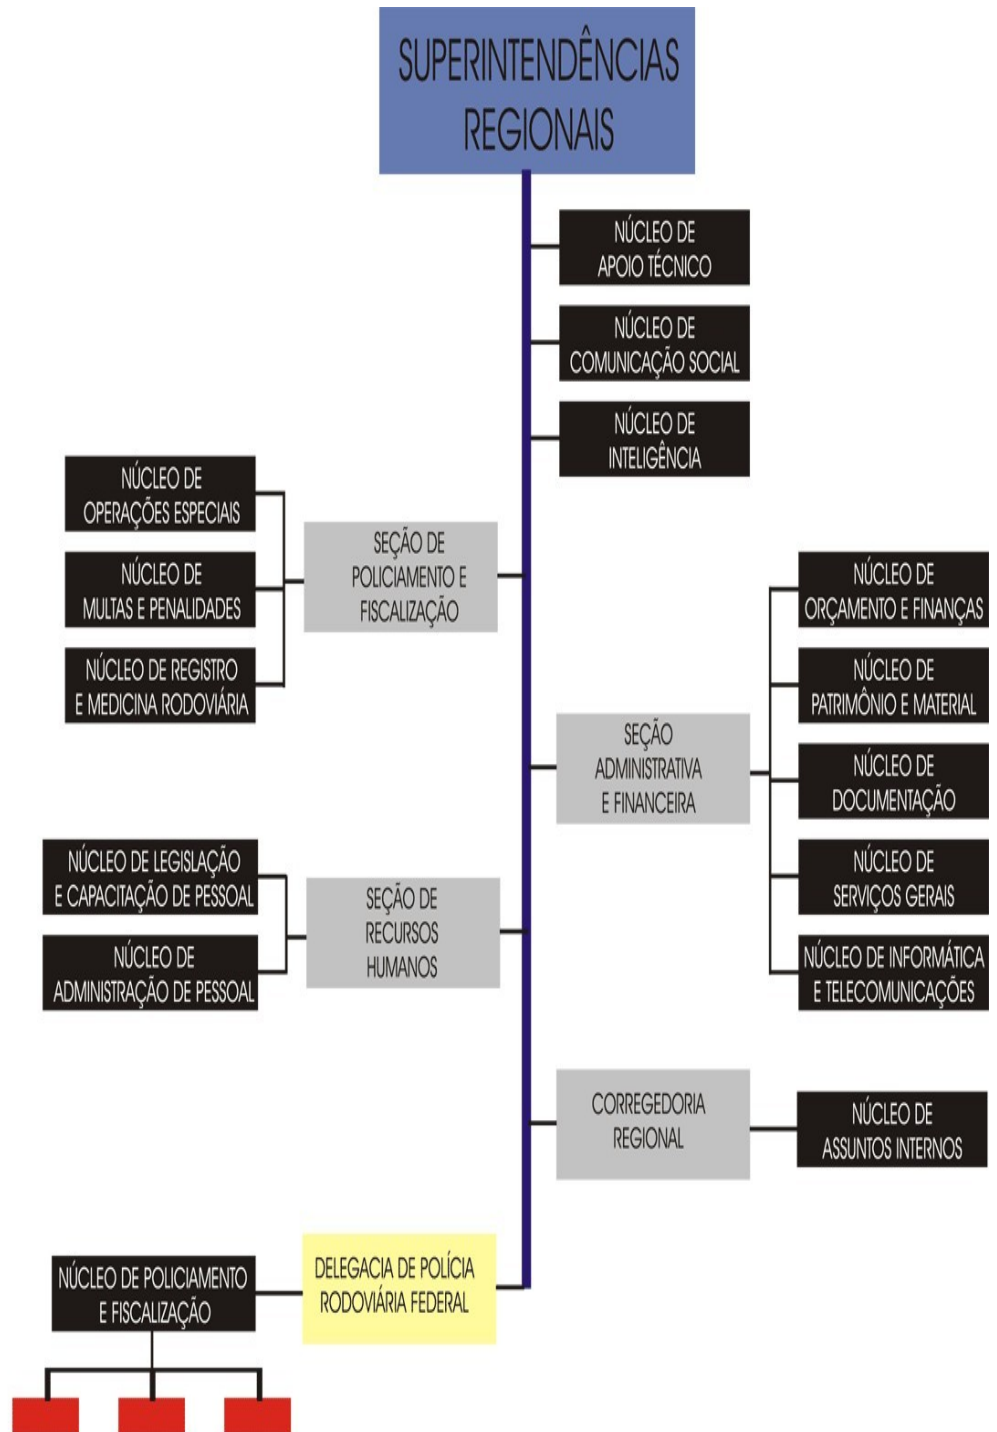 SUPERINTENDÊNCIAS
REGIONAIS
NÚCLEO DE
APOIO TÉCNICO
NÚCLEO DE
COMUNICAÇÃO SOCIAL
NÚCLEO DE
INTELIGÊNCIA
NÚCLEO DE
OPERAÇÕES ESPECIAIS
NÚCLEO DE
MULTAS E PENALIDADES
NÚCLEO DE REGISTRO
E MEDICINA RODOVIÁRIA
SEÇÃO DE
POLICIAMENTO E
FISCALIZAÇÃO
SEÇÃO
ADMINISTRATIVA
E FINANCEIRA
NÚCLEO DE
ORÇAMENTO E FINANÇAS
NÚCLEO DE
PATRIMÔNIO E MATERIAL
NÚCLEO DE
DOCUMENTAÇÃO
NÚCLEO DE
SERVIÇOS GERAIS
NÚCLEO DE INFORMÁTICA
E TELECOMUNICAÇÕES
NÚCLEO DE LEGISLAÇÃO
E CAPACITAÇÃO DE PESSOAL
NÚCLEO DE
ADMINISTRAÇÃO DE PESSOAL
SEÇÃO DE
RECURSOS
HUMANOS
CORREGEDORIA
REGIONAL
NÚCLEO DE
ASSUNTOS INTERNOS
NÚCLEO DE POLICIAMENTO
E FISCALIZAÇÃO
DELEGACIA DE POLÍCIA
RODOVIÁRIA FEDERAL